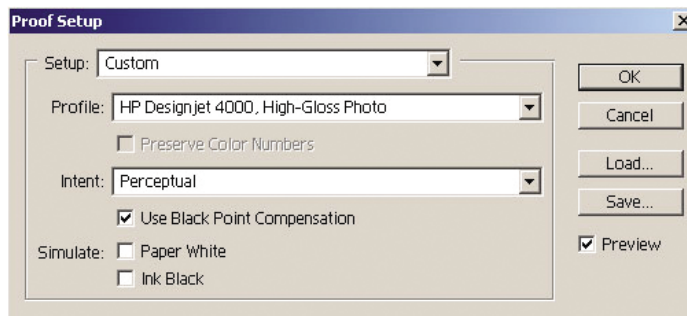 Proof Setup
Setup: Custom
OK
Profile: HP Designjet 4000, High-Gloss Photo
Cancel
Preserve Color Numbers
Load...
Intent: Perceptual
Save...
Use Black Point Compensation
Preview
Simulate: Paper White
Ink Black